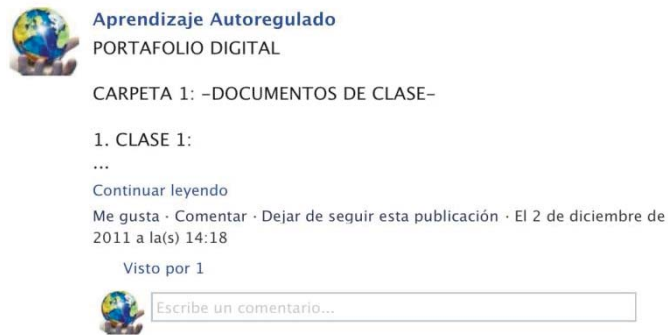 Aprendizaje Autoregulado
PORTAFOLIO DIGITAL
CARPETA 1: –DOCUMENTOS DE CLASE–
1. CLASE 1:
...
Continuar leyendo
Me gusta · Comentar · Dejar de seguir esta publicación · El 2 de diciembre de
2011 a la(s) 14:18
Visto por 1
Escribe un comentario...